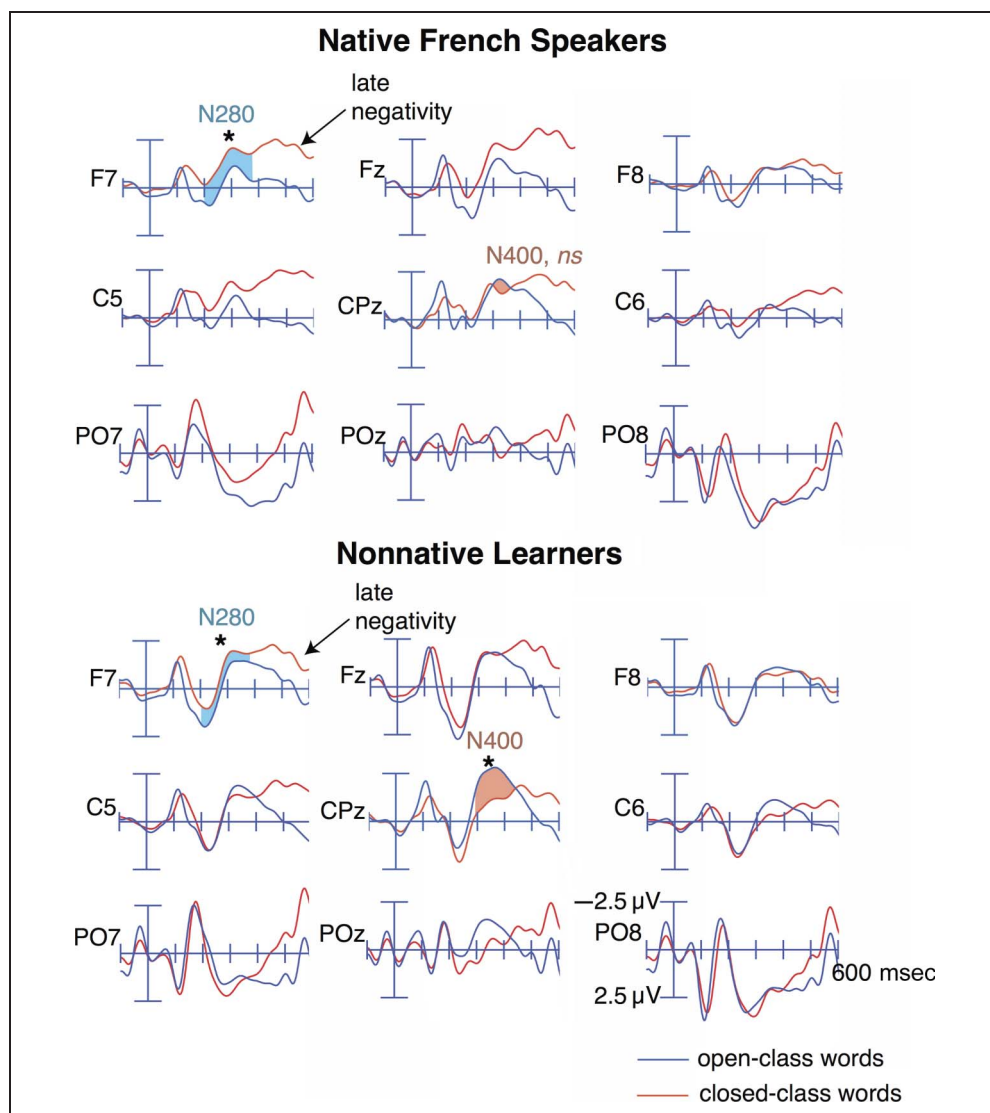 Native French Speakers
late
negativity
N280
*
F7
Fz
F8
N400, ns
C5
CPz
C6
PO7
POz
PO8
Nonnative Learners
late
negativity
N280
*
F7
Fz
F8
N400
*
C5
CPz
C6
−2.5 µV
PO7
POz
PO8
600 msec
2.5 µV
open-class words
closed-class words